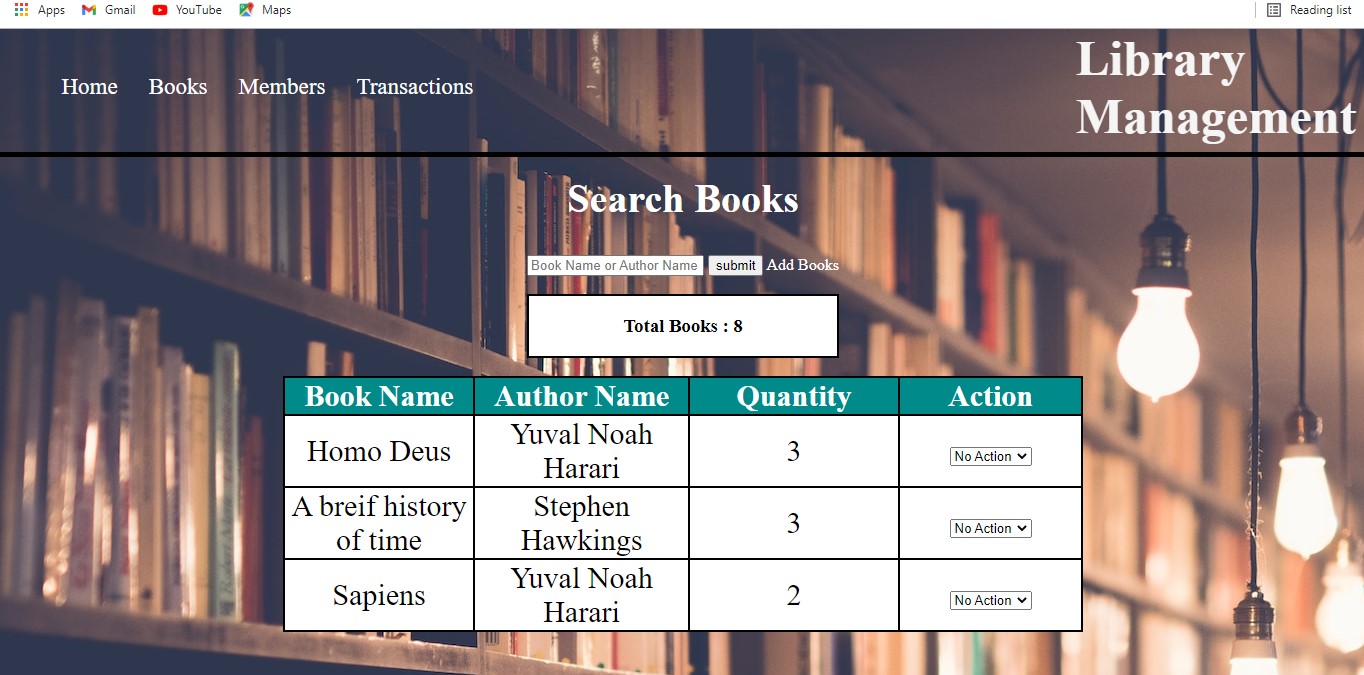 Apps Gmail YouTube Maps Reading list
Library
Home Books Members Transactions
Management
Search Books
Book Name or Author Name submit Add Books
Total Books : 8
Book Name Author Name Quantity Action
Homo Deus Yuval Noah Harari 3 No Action
A breif history of time Stephen Hawkings 3 No Action
Sapiens Yuval Noah Harari 2 No Action